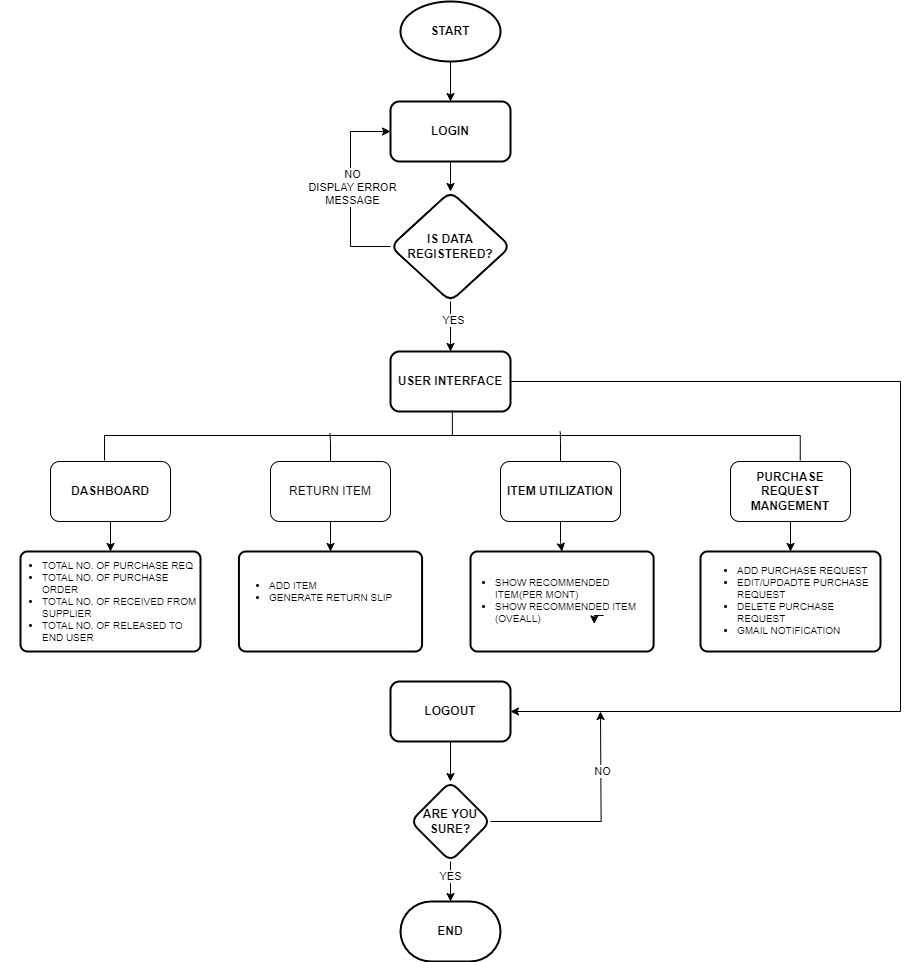 START
LOGIN
NO
DISPLAY ERROR
MESSAGE
IS DATA
REGISTERED?
YES
USER INTERFACE
DASHBOARD
RETURN ITEM
ITEM UTILIZATION
PURCHASE
REQUEST
MANGEMENT
TOTAL NO. OF PURCHASE REQ
TOTAL NO. OF PURCHASE
ORDER
TOTAL NO. OF RECEIVED FROM
SUPPLIER
TOTAL NO. OF RELEASED TO
END USER
ADD ITEM
GENERATE RETURN SLIP
SHOW RECOMMENDED
ITEM(PER MONT)
SHOW RECOMMENDED ITEM
(OVEALL)
ADD PURCHASE REQUEST
EDIT/UPDADTE PURCHASE
REQUEST
DELETE PURCHASE
REQUEST
GMAIL NOTIFICATION
LOGOUT
NO
ARE YOU
SURE?
YES
END